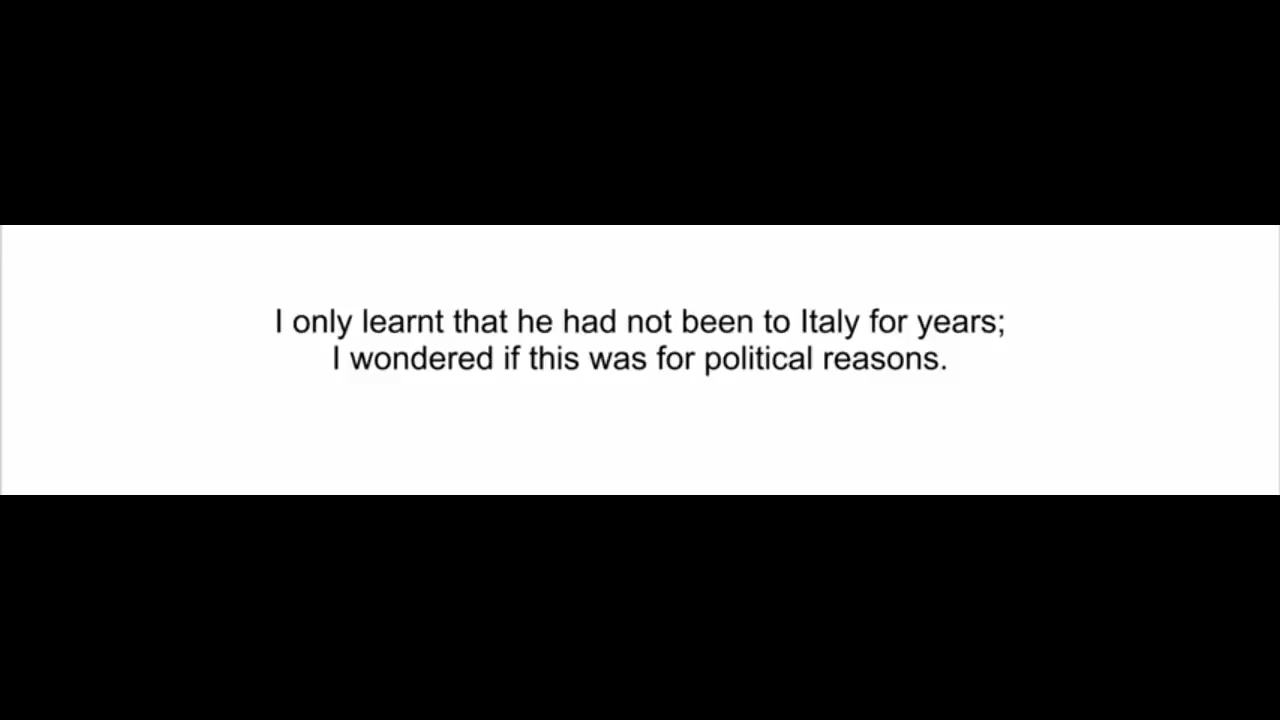 I only learnt that he had not been to Italy for years;
I wondered if this was for political reasons.